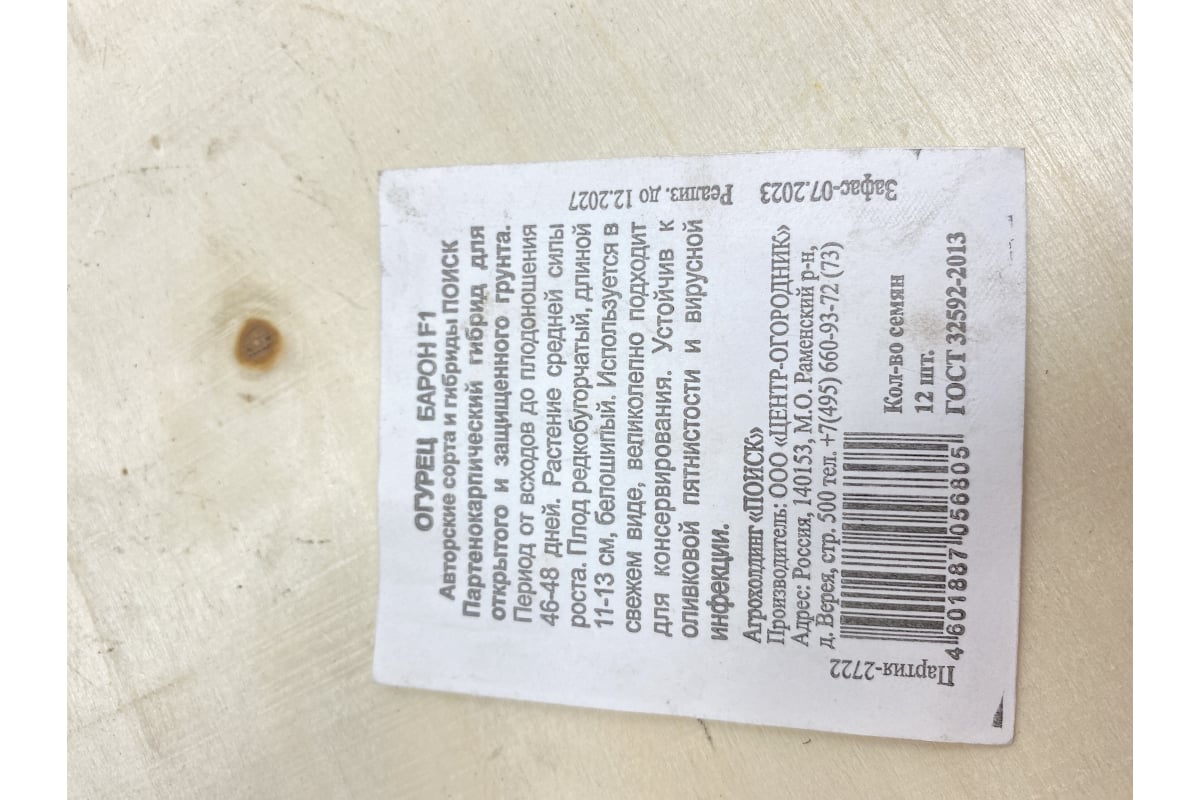 ОГУРЕЦ БАРОН F1
Авторские сорта и гибриды ПОИСК
Партенокарпический гибрид для
открытого и защищенного грунта.
Период от всходов до плодоношения
46-48 дней. Растение средней силы
роста. Плод редкобугорчатый, длиной
11-13 см, белошипый. Используется в
свежем виде, великолепно подходит
для консервирования. Устойчив к
оливковой пятнистости и вирусной
инфекции.
Агрохолдинг «ПОИСК»
Производитель: ООО «ЦЕНТР-ОГОРОДНИК»
Адрес: Россия, 140153, М.О. Раменский р-н,
д. Верея, стр. 500 тел. +7(495) 660-93-72 (73)
Кол-во семян
12 шт.
ГОСТ 32592-2013
4 601887 056805
Партия-2722
Реализ. до 12.2027
Зафас-07.2023